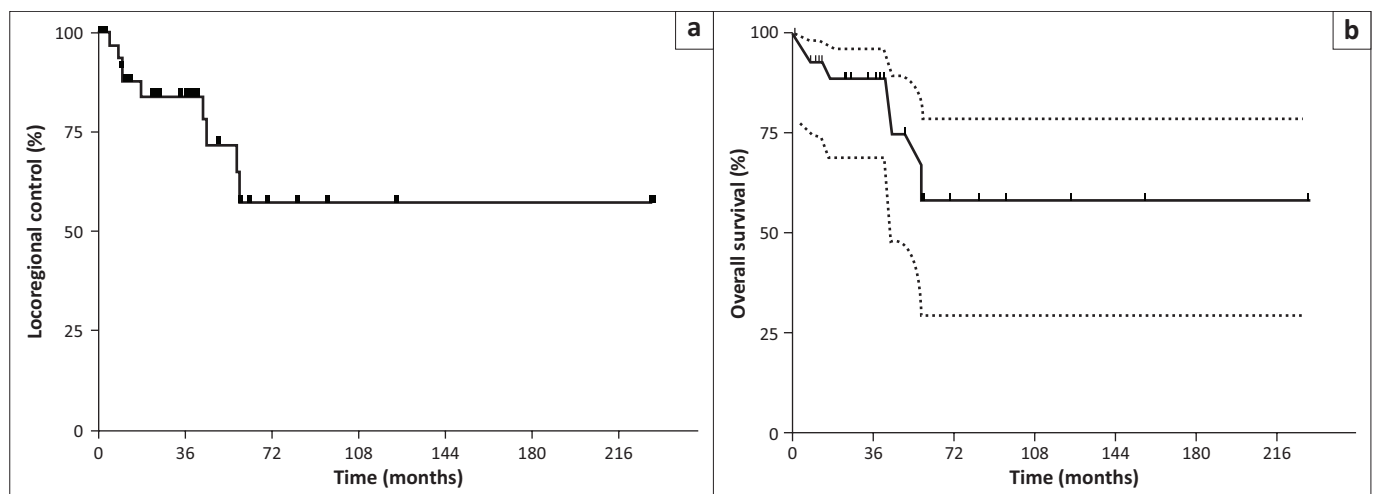 a
100
75
50
25
0
Locoregional control (%)
0 36 72 108 144 180 216
Time (months)
b
100
75
50
25
0
Overall survival (%)
0 36 72 108 144 180 216
Time (months)